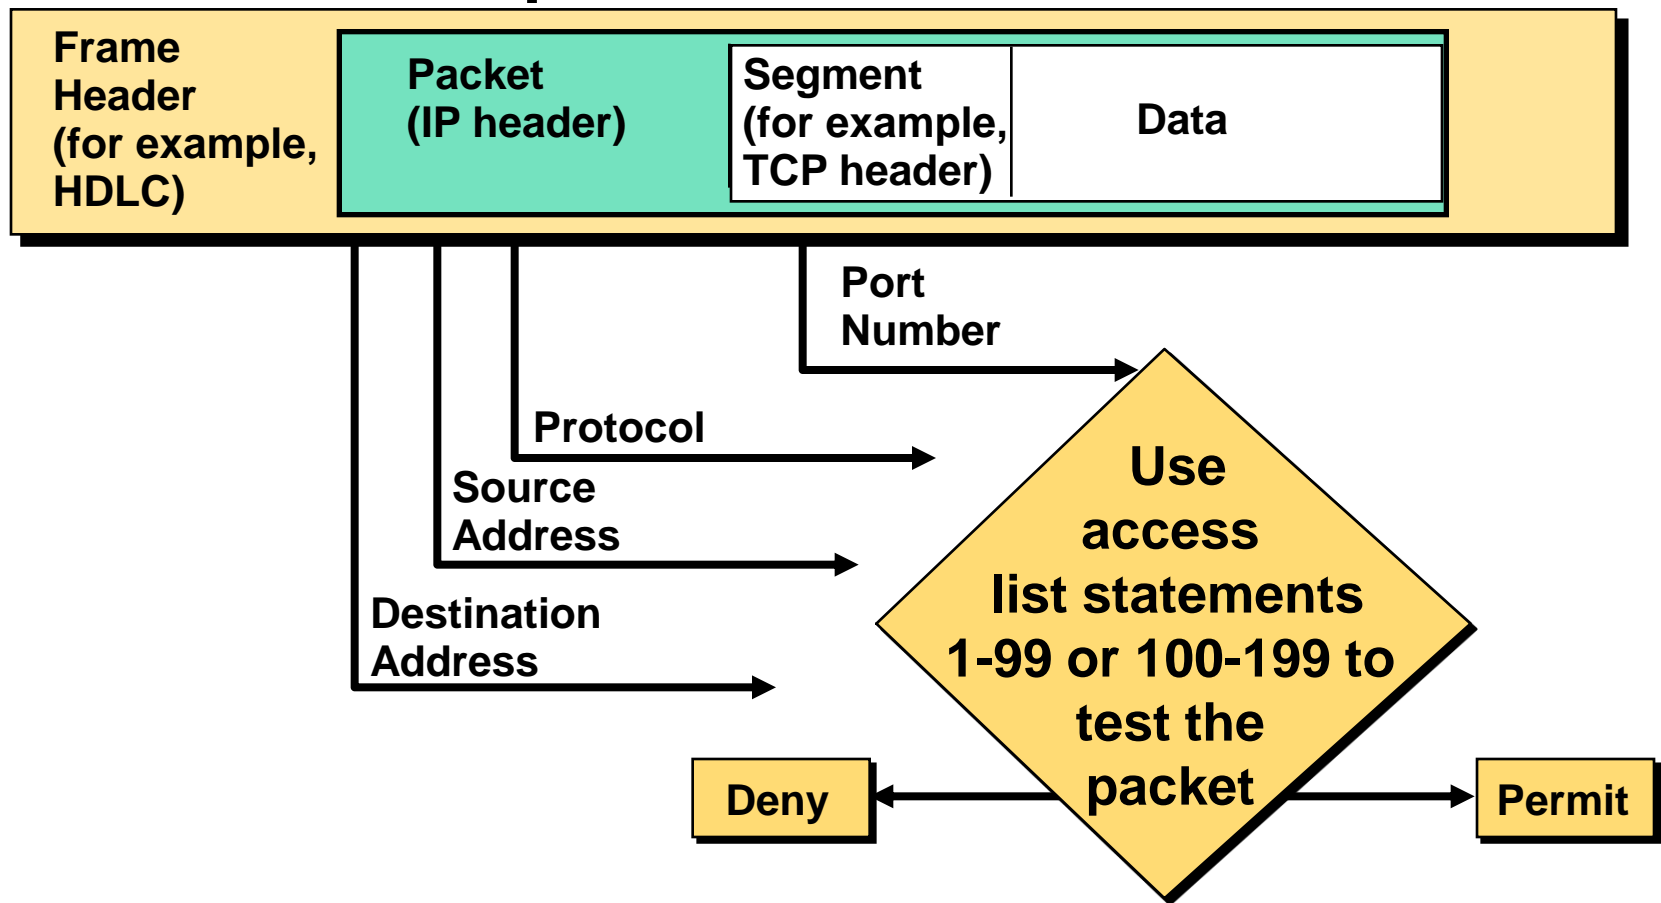 Frame
Header
(for example,
HDLC)
Packet
(IP header)
Segment
(for example,
TCP header)
Data
Port
Number
Protocol
Source
Address
Destination
Address
Use
access
list statements
1-99 or 100-199 to
test the
packet
Deny
Permit